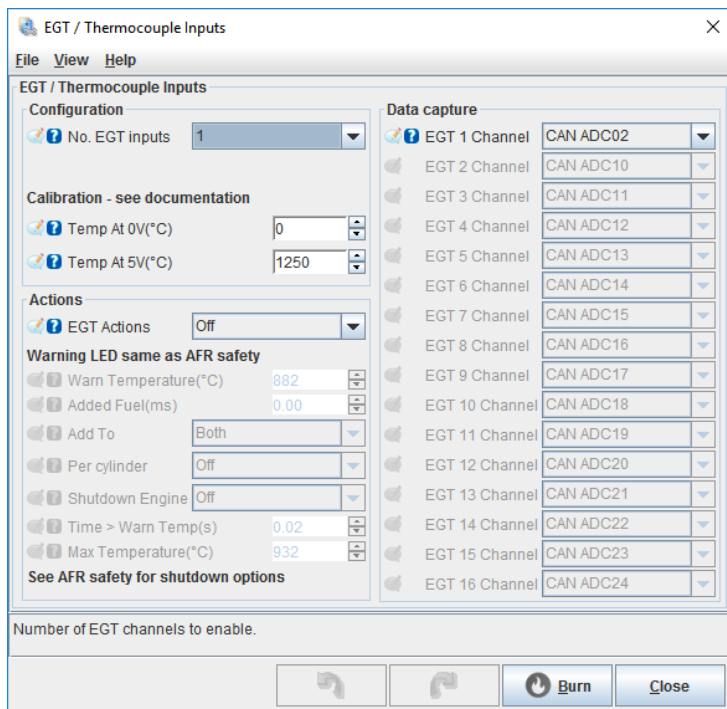 EGT / Thermocouple Inputs
File View Help
EGT / Thermocouple Inputs
Configuration
No. EGT inputs 1
Calibration - see documentation
Temp At 0V(°C) 0
Temp At 5V(°C) 1250
Actions
EGT Actions Off
Warning LED same as AFR safety
Warn Temperature(°C) 882
Added Fuel(ms) 0.00
Add To Both
Per cylinder Off
Shutdown Engine Off
Time > Warn Temp(s) 0.02
Max Temperature(°C) 932
See AFR safety for shutdown options
Data capture
EGT 1 Channel CAN ADC02
EGT 2 Channel CAN ADC10
EGT 3 Channel CAN ADC11
EGT 4 Channel CAN ADC12
EGT 5 Channel CAN ADC13
EGT 6 Channel CAN ADC14
EGT 7 Channel CAN ADC15
EGT 8 Channel CAN ADC16
EGT 9 Channel CAN ADC17
EGT 10 Channel CAN ADC18
EGT 11 Channel CAN ADC19
EGT 12 Channel CAN ADC20
EGT 13 Channel CAN ADC21
EGT 14 Channel CAN ADC22
EGT 15 Channel CAN ADC23
EGT 16 Channel CAN ADC24
Number of EGT channels to enable.
Burn Close